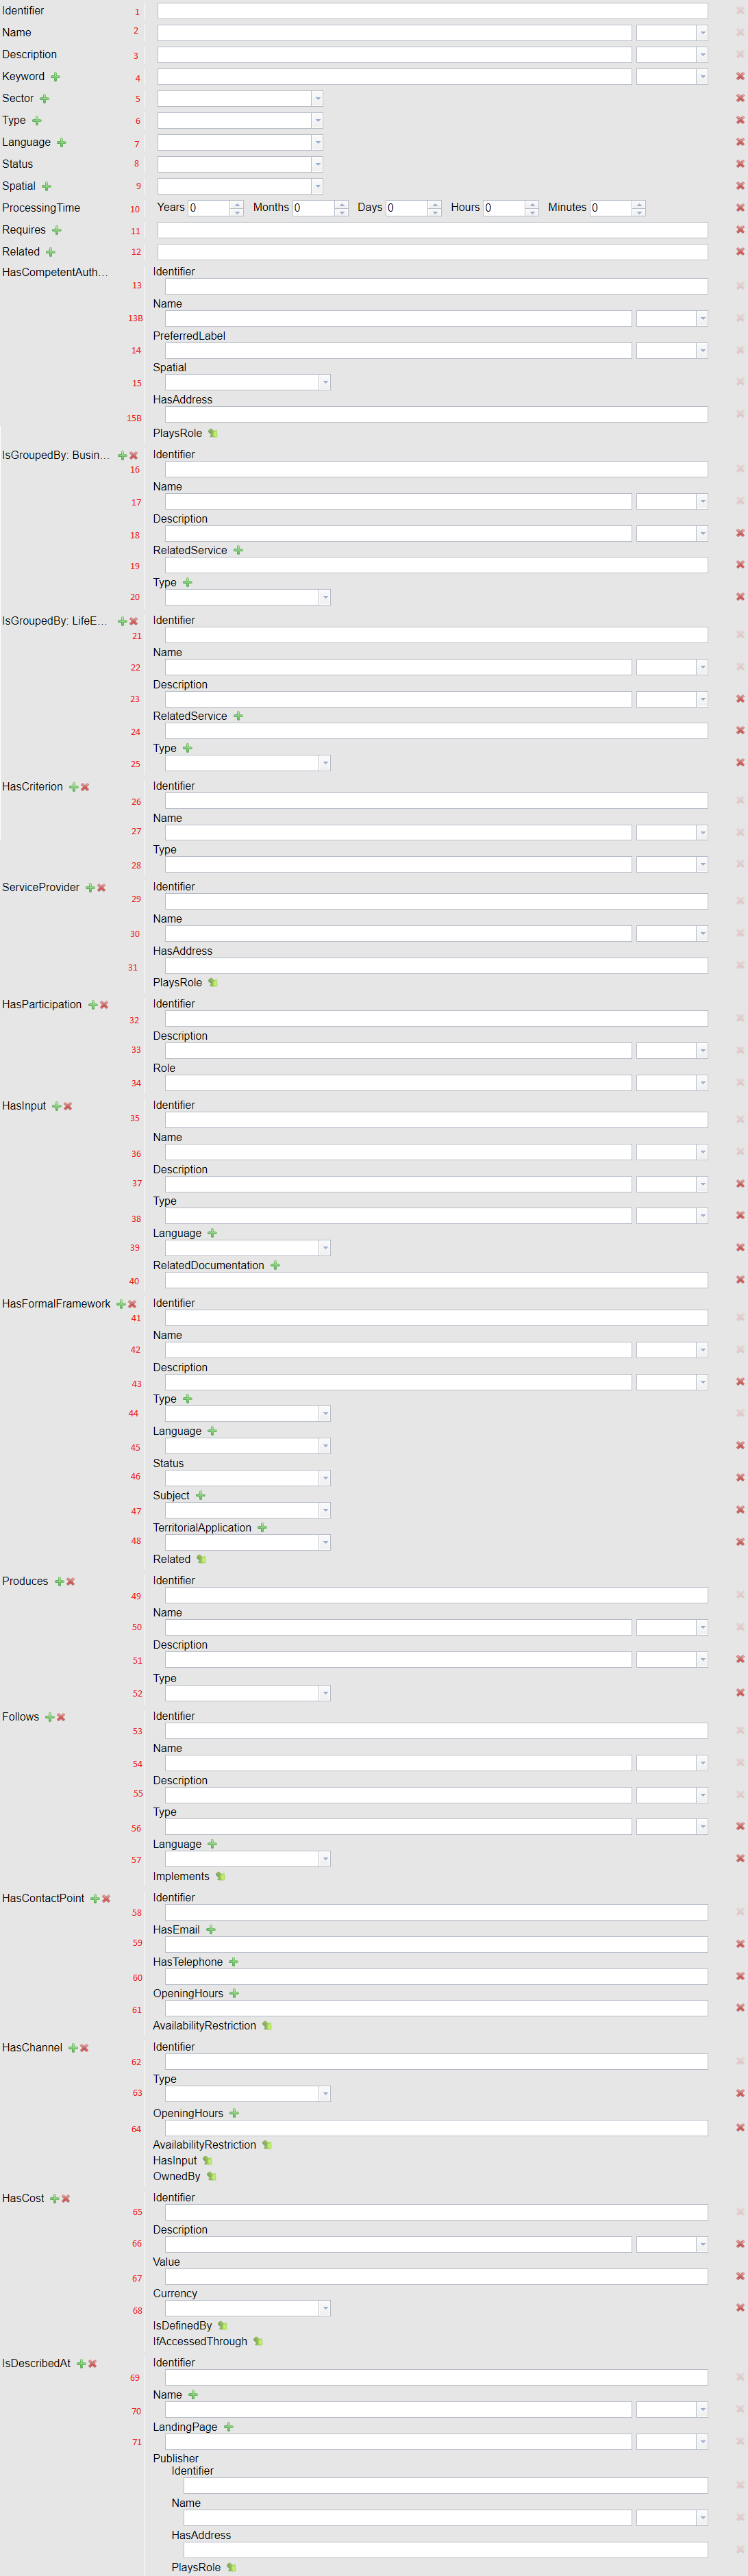 Identifier 1
Name 2
Description 3
Keyword 4
Sector 5
Type 6
Language 7
Status 8
Spatial 9
ProcessingTime 10 Years 0 Months 0 Days 0 Hours 0 Minutes 0
Requires 11
Related 12
HasCompetentAuth... Identifier
13
Name
13B
PreferredLabel
14
Spatial
15
HasAddress
15B
PlaysRole
IsGroupedBy: Busin... Identifier
16
Name
17
Description
18
RelatedService
19
Type
20
IsGroupedBy: LifeE... Identifier
21
Name
22
Description
23
RelatedService
24
Type
25
HasCriterion Identifier
26
Name
27
Type
28
ServiceProvider Identifier
29
Name
30
HasAddress
31
PlaysRole
HasParticipation Identifier
32
Description
33
Role
34
HasInput Identifier
35
Name
36
Description
37
Type
38
Language
39
RelatedDocumentation
40
HasFormalFramework Identifier
41
Name
42
Description
43
Type
44
Language
45
Status
46
Subject
47
TerritorialApplication
48
Related
Produces Identifier
49
Name
50
Description
51
Type
52
Follows Identifier
53
Name
54
Description
55
Type
56
Language
57
Implements
HasContactPoint Identifier
58
HasEmail
59
HasTelephone
60
OpeningHours
61
AvailabilityRestriction
HasChannel Identifier
62
Type
63
OpeningHours
64
AvailabilityRestriction
HasInput
OwnedBy
HasCost Identifier
65
Description
66
Value
67
Currency
68
IsDefinedBy
IfAccessedThrough
IsDescribedAt Identifier
69
Name
70
LandingPage
71
Publisher
Identifier
Name
HasAddress
PlaysRole